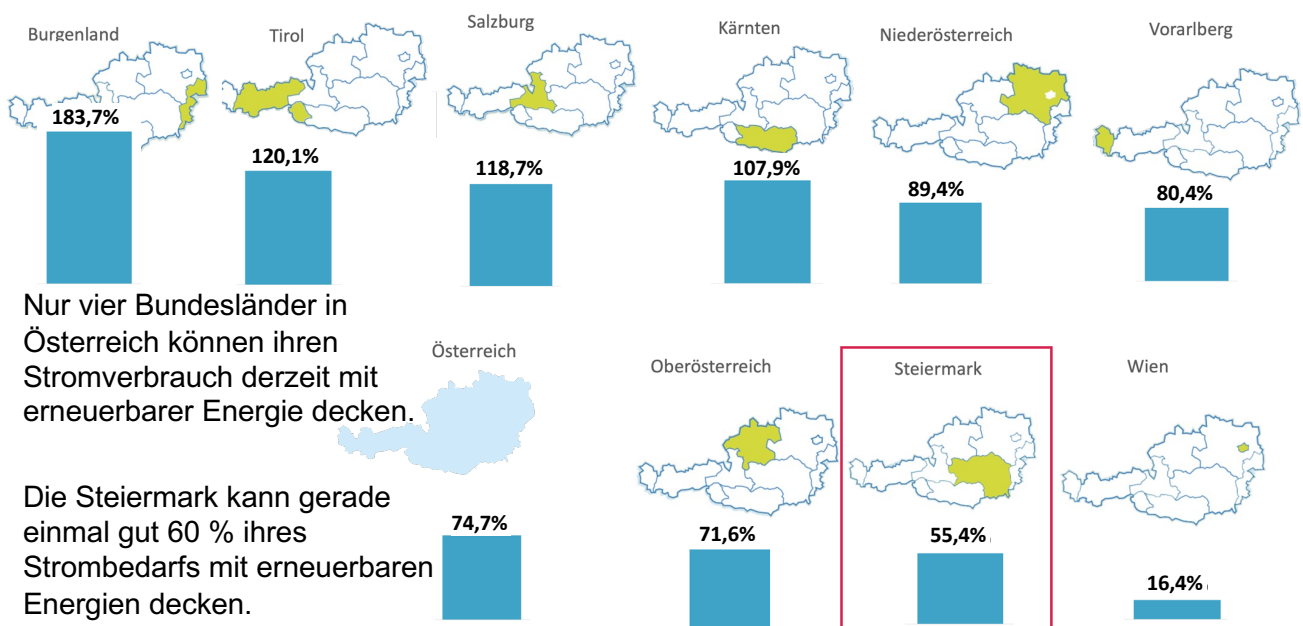 Burgenland
183,7%
Tirol
120,1%
Salzburg
118,7%
Kärnten
107,9%
Niederösterreich
89,4%
Vorarlberg
80,4%
Nur vier Bundesländer in
Österreich können ihren
Stromverbrauch derzeit mit
erneuerbarer Energie decken.
Die Steiermark kann gerade
einmal gut 60 % ihres
Strombedarfs mit erneuerbaren
Energien decken.
Österreich
74,7%
Oberösterreich
71,6%
Steiermark
55,4%
Wien
16,4%